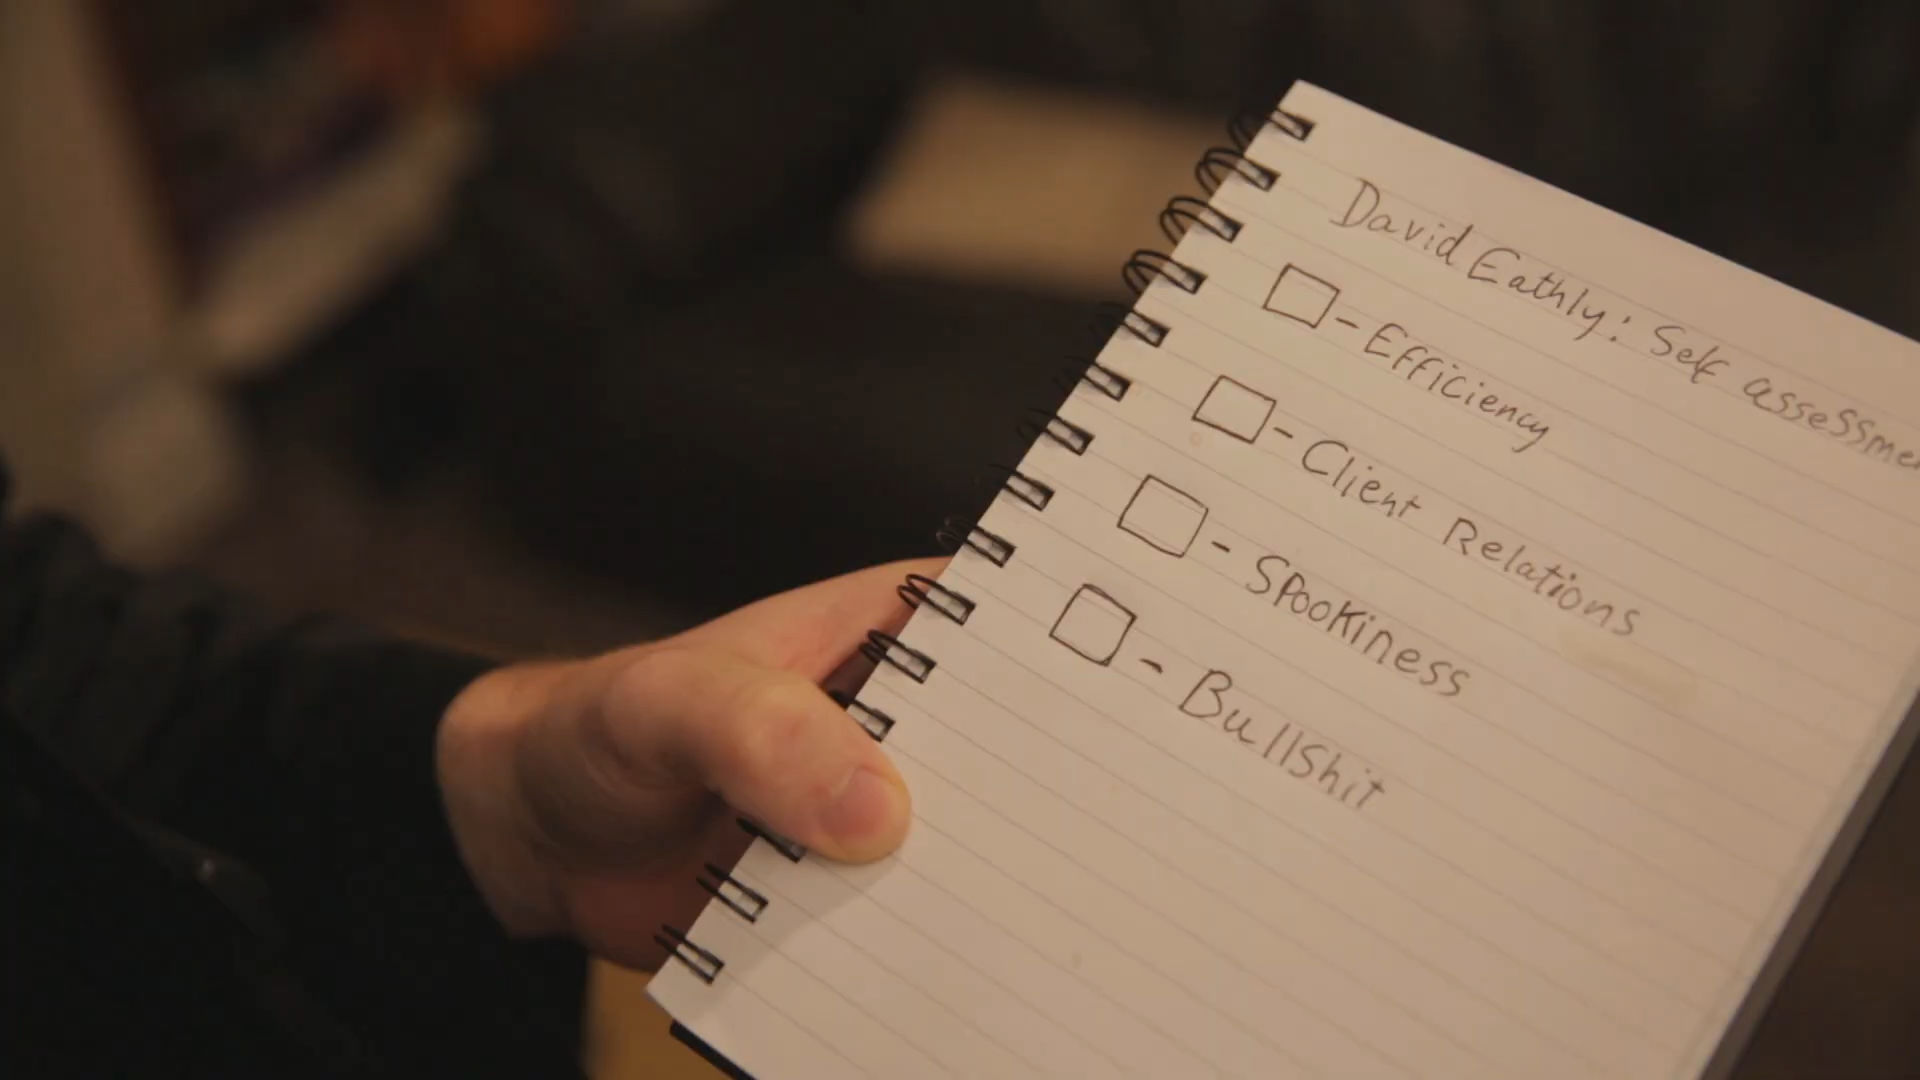 David Eathly: Self assessme
- Efficiency
- Client Relations
- Spookiness
- Bullshit